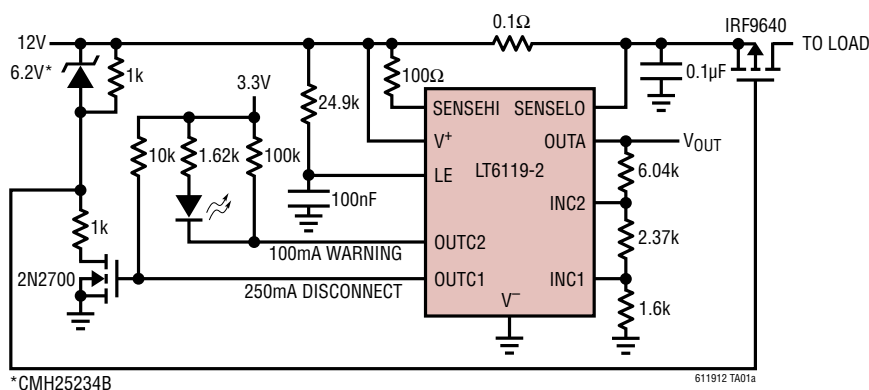 0.1Ω
IRF9640
12V
TO LOAD
6.2V*
1k
3.3V
24.9k
100Ω
0.1µF
SENSEHI SENSELO
V+
OUTA
VOUT
10k
1.62k
100k
LE
LT6119-2
6.04k
100nF
INC2
1k
OUTC2
2.37k
100mA WARNING
2N2700
OUTC1
INC1
250mA DISCONNECT
V–
1.6k
*CMH25234B
611912 TA01a